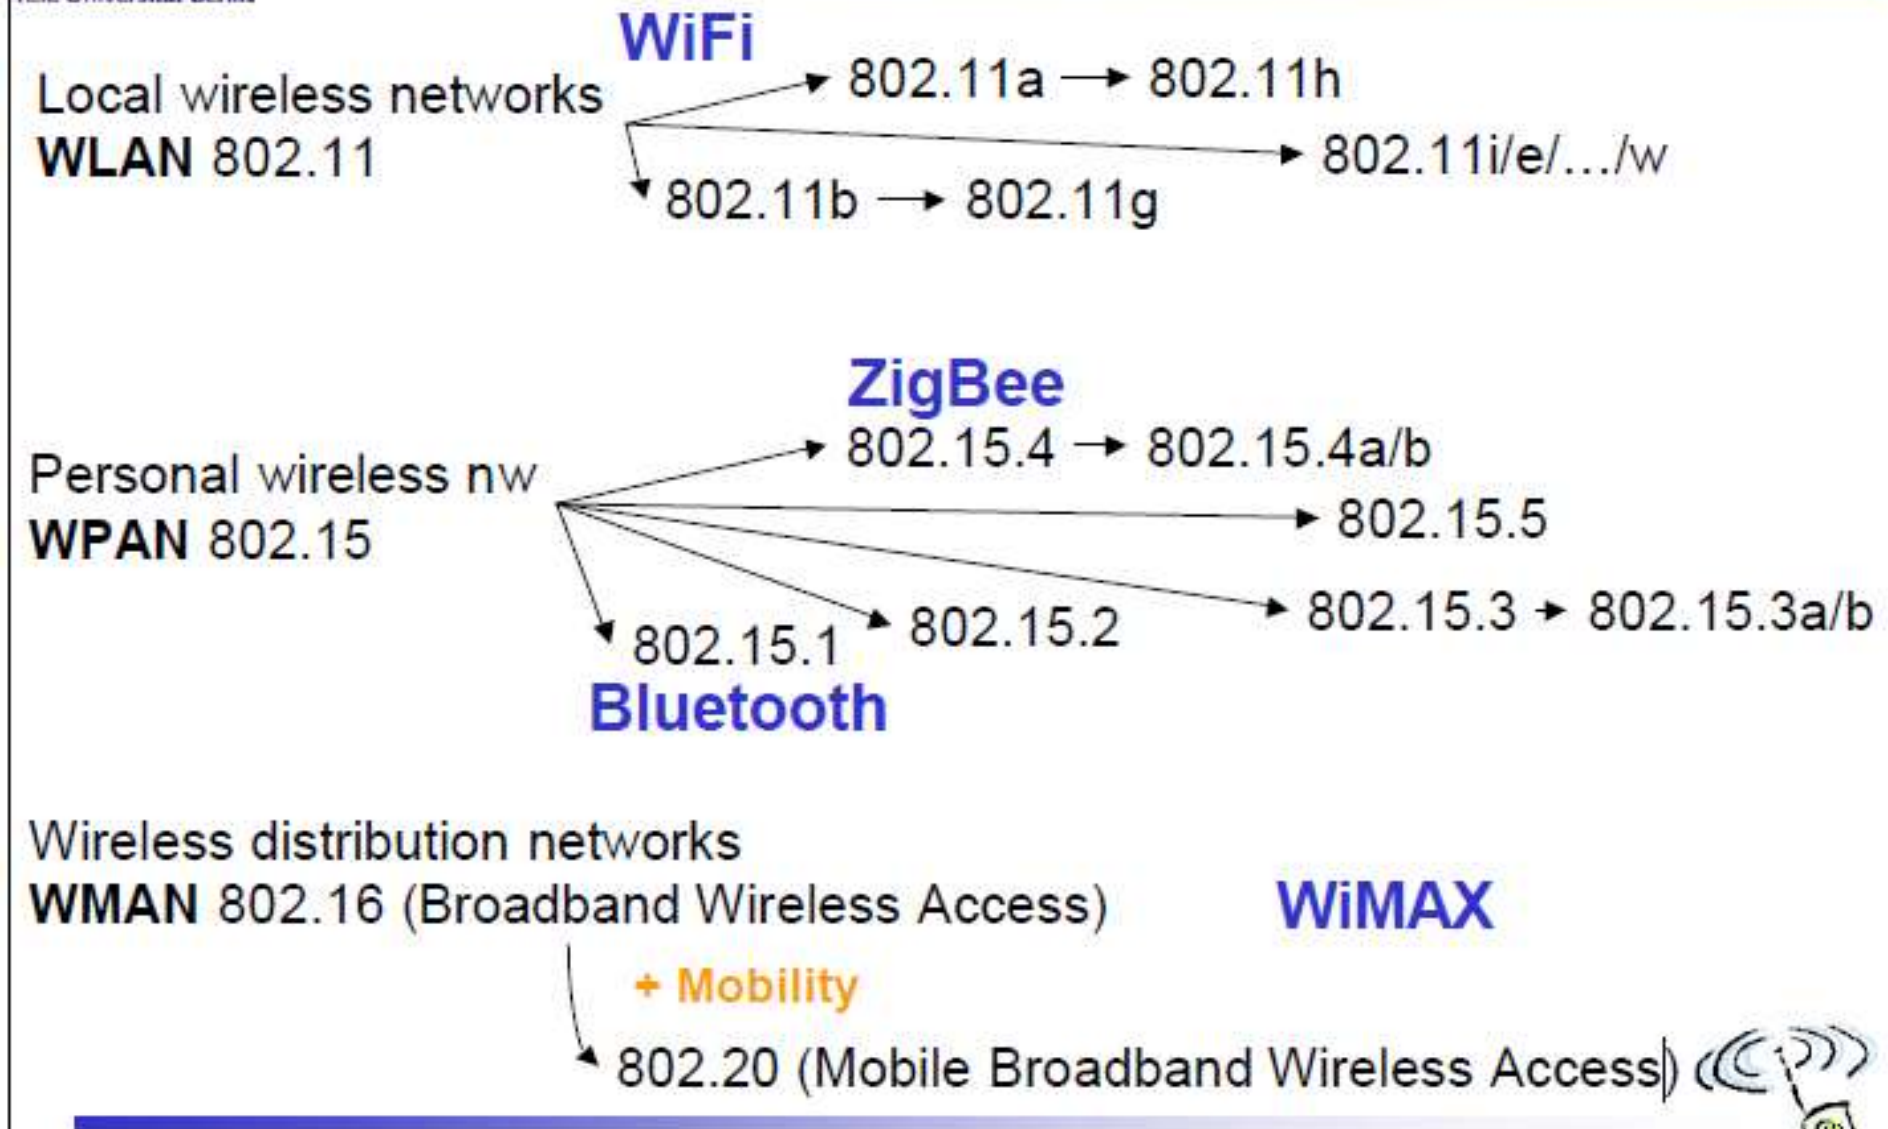 WiFi
Local wireless networks
WLAN 802.11
802.11a → 802.11h
802.11i/e/…/w
802.11b → 802.11g
ZigBee
802.15.4 → 802.15.4a/b
Personal wireless nw
WPAN 802.15
802.15.5
802.15.3 → 802.15.3a/b
802.15.2
802.15.1
Bluetooth
Wireless distribution networks
WMAN 802.16 (Broadband Wireless Access)
WiMAX
+ Mobility
802.20 (Mobile Broadband Wireless Access)